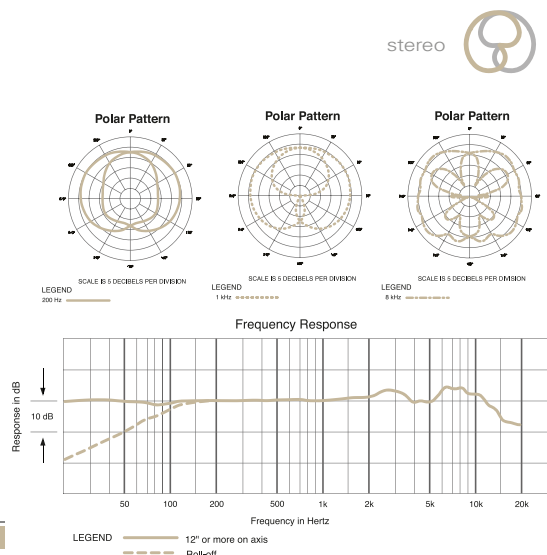 stereo
Polar Pattern
Polar Pattern
Polar Pattern
SCALE IS 5 DECIBELS PER DIVISION
SCALE IS 5 DECIBELS PER DIVISION
SCALE IS 5 DECIBELS PER DIVISION
LEGEND
200 Hz
LEGEND
1 kHz
LEGEND
8 kHz
Frequency Response
Response in dB
10 dB
50 100 200 500 1k 2k 5k 10k 20k
Frequency in Hertz
LEGEND 12" or more on axis
Roll-off